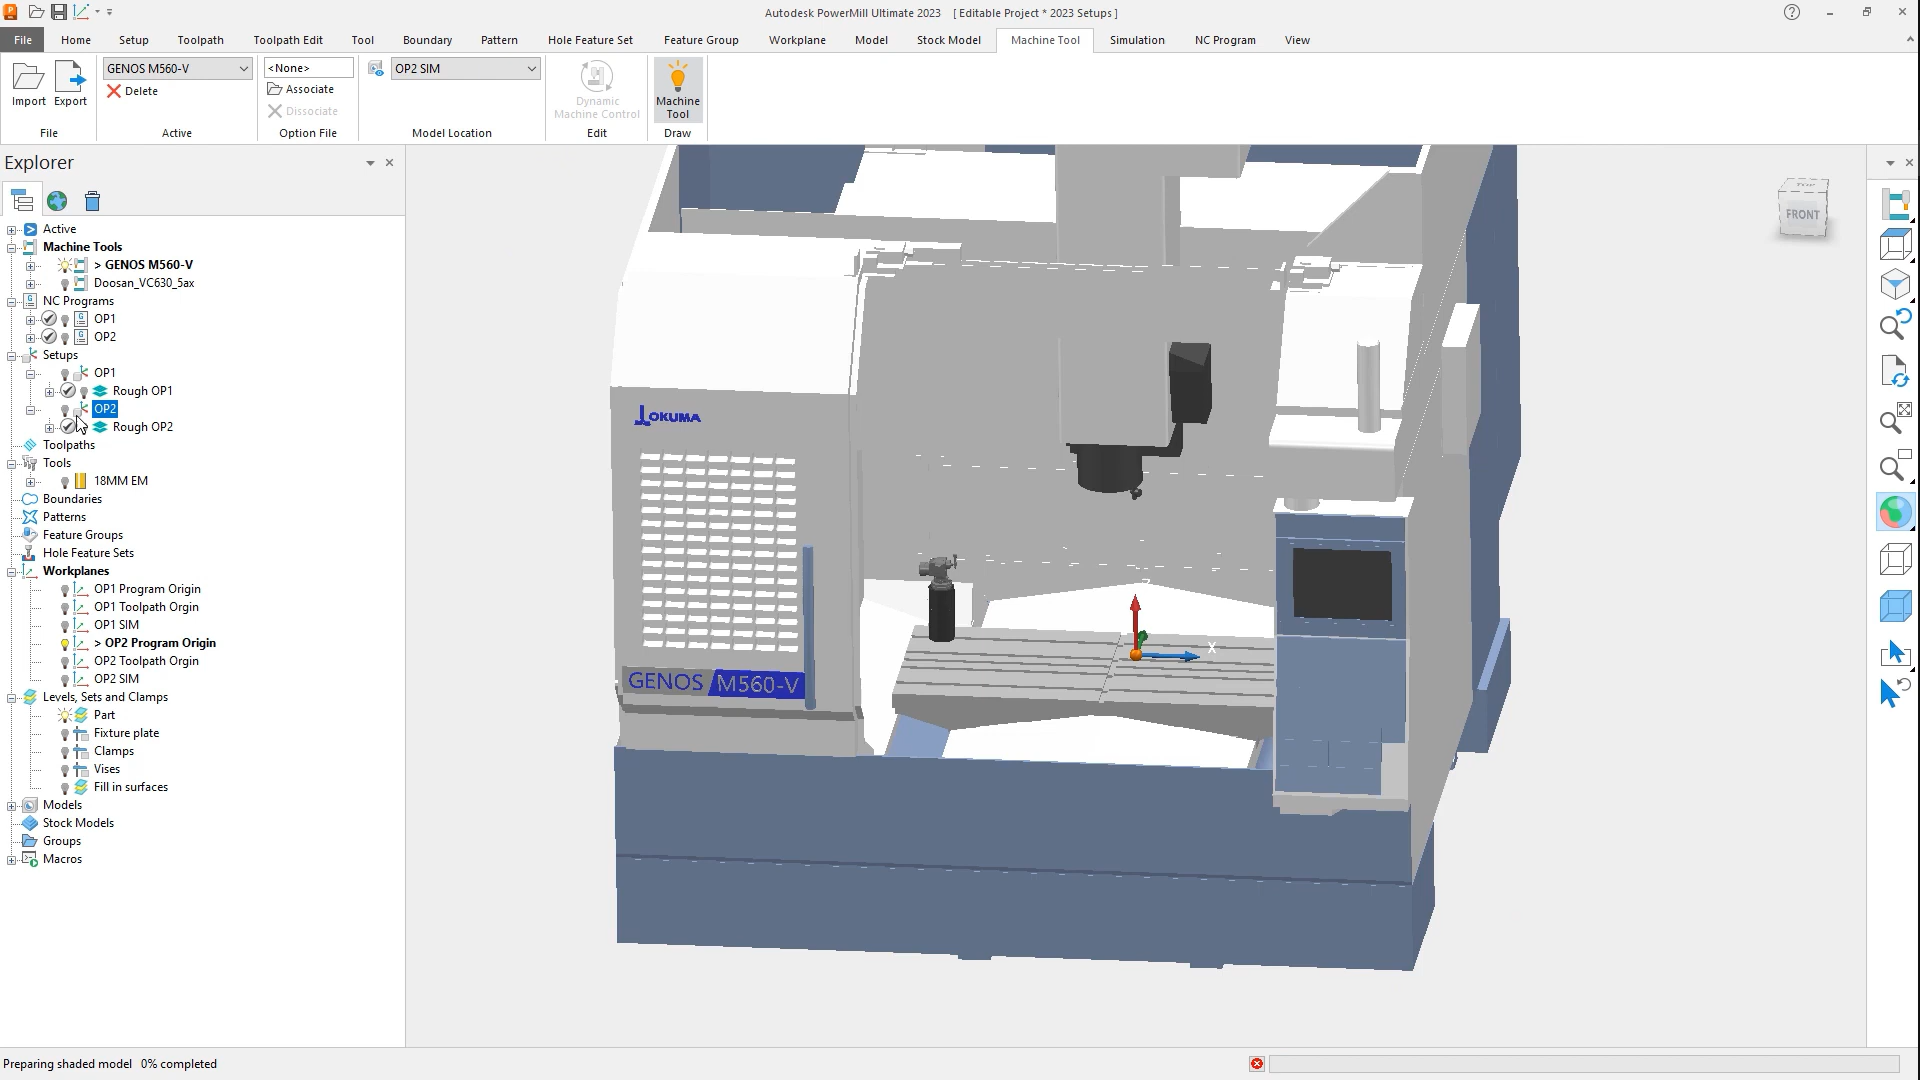 Autodesk PowerMill Ultimate 2023 [ Editable Project * 2023 Setups ]
File Home Setup Toolpath Toolpath Edit Tool Boundary Pattern Hole Feature Set Feature Group Workplane Model Stock Model Machine Tool Simulation NC Program View
Import
Export
File
GENOS M560-V
Delete
Active
<None>
Associate
Dissociate
Option File
OP2 SIM
Model Location
Dynamic
Machine Control
Edit
Machine
Tool
Draw
Explorer
Active
Machine Tools
> GENOS M560-V
Doosan_VC630_5ax
NC Programs
OP1
OP2
Setups
OP1
Rough OP1
OP2
Rough OP2
Toolpaths
Tools
18MM EM
Boundaries
Patterns
Feature Groups
Hole Feature Sets
Workplanes
OP1 Program Origin
OP1 Toolpath Orgin
OP1 SIM
> OP2 Program Origin
OP2 Toolpath Orgin
OP2 SIM
Levels, Sets and Clamps
Part
Fixture plate
Clamps
Vises
Fill in surfaces
Models
Stock Models
Groups
Macros
OKUMA
GENOS M560-V
Z
X
TOP
FRONT
Preparing shaded model 0% completed